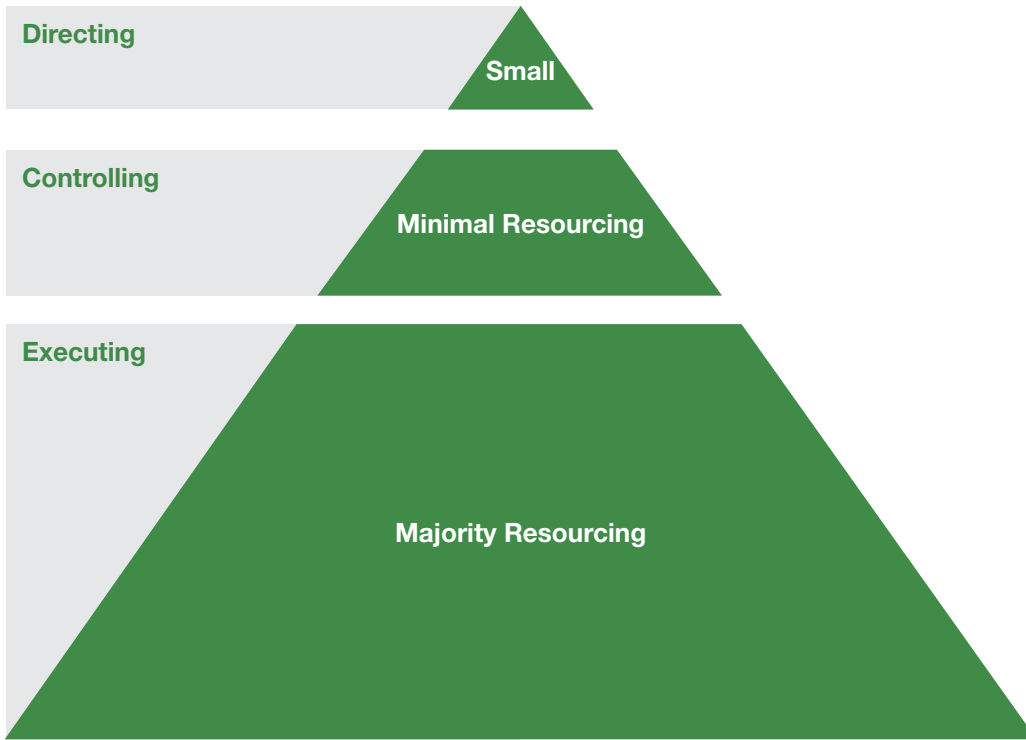 Directing
Small
Controlling
Minimal Resourcing
Executing
Majority Resourcing